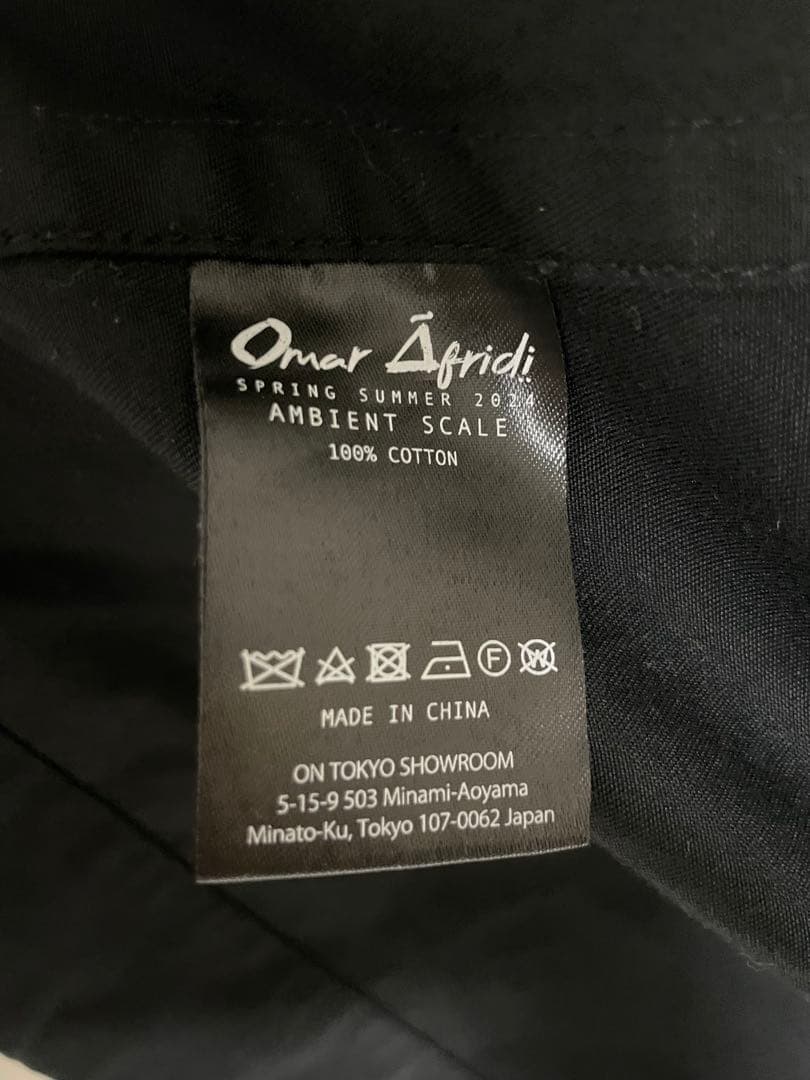 Omar Āfridi
SPRING SUMMER 2024
AMBIENT SCALE
100% COTTON
F W
MADE IN CHINA
ON TOKYO SHOWROOM
5-15-9 503 Minami-Aoyama
Minato-Ku, Tokyo 107-0062 Japan